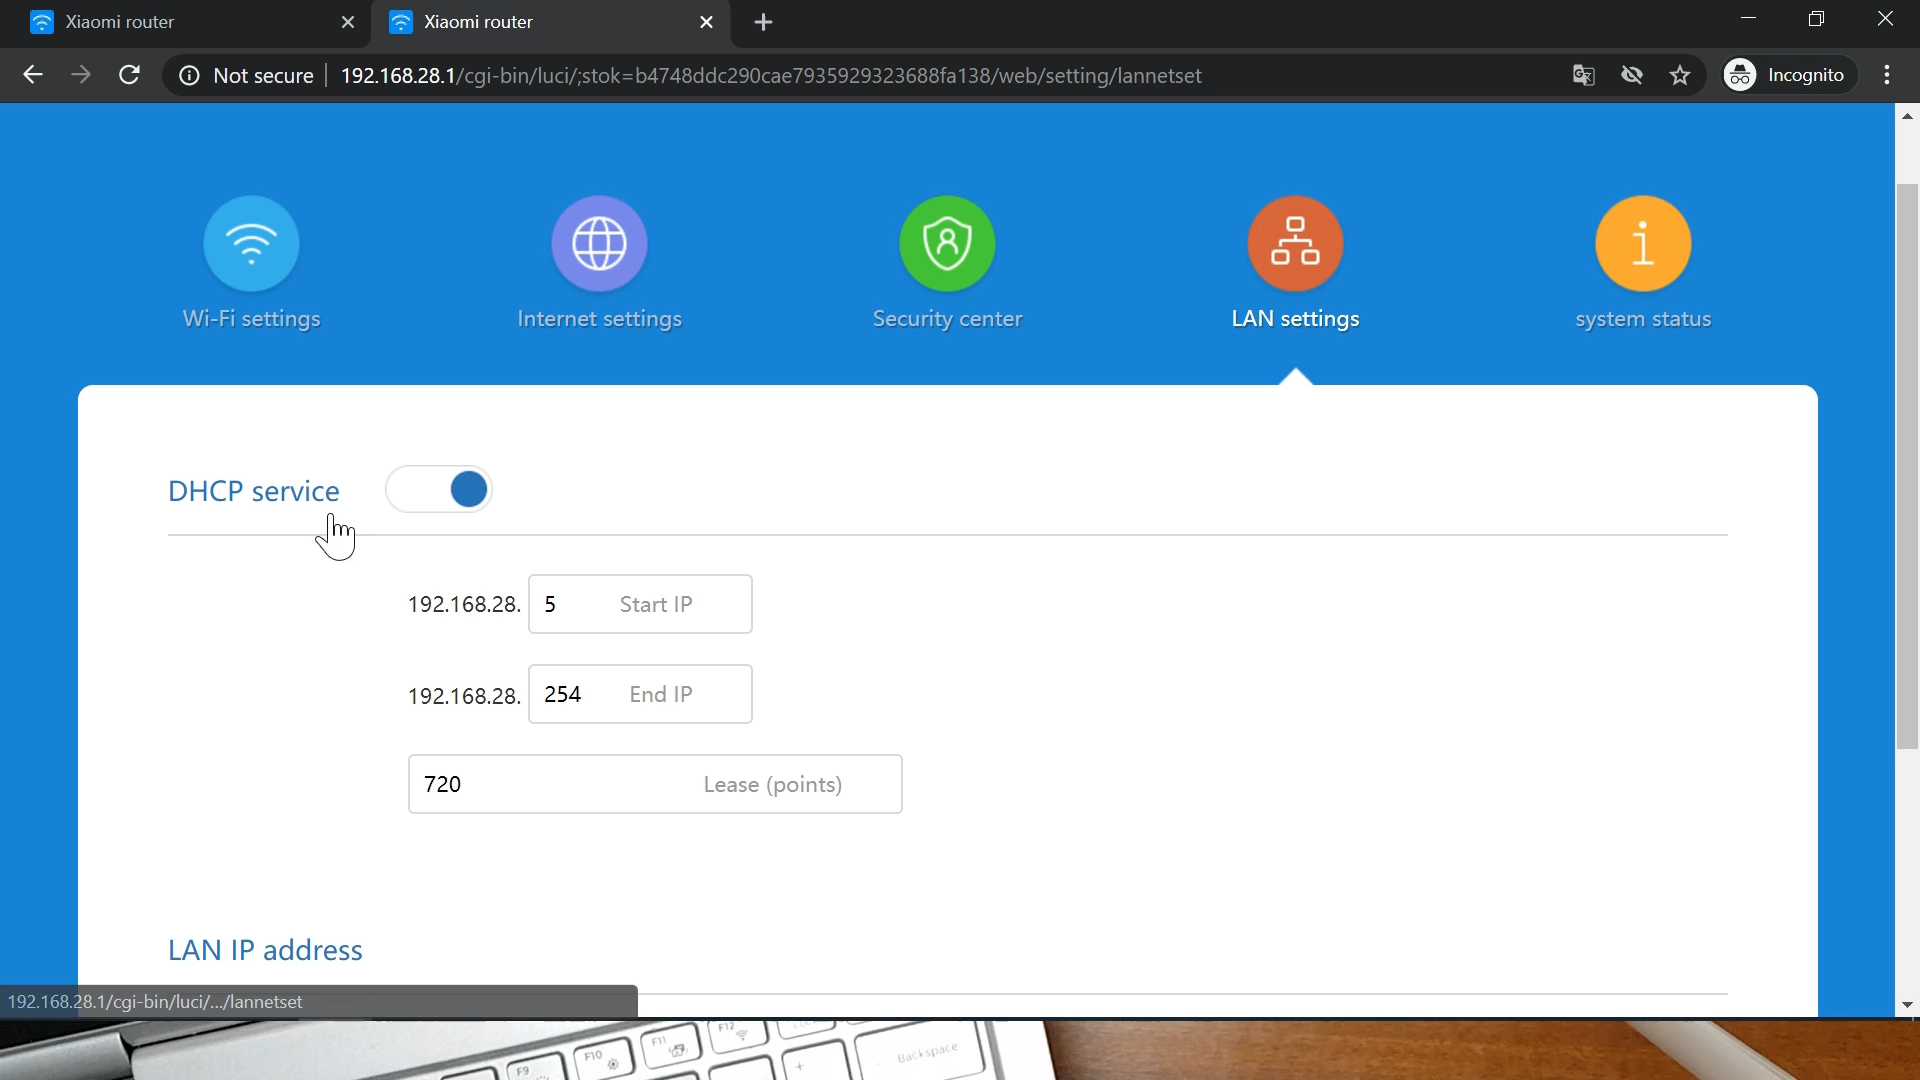 Xiaomi router
Xiaomi router
Not secure
192.168.28.1/cgi-bin/luci/;stok=b4748ddc290cae7935929323688fa138/web/setting/lannetset
Incognito
Wi-Fi settings
Internet settings
Security center
LAN settings
system status
DHCP service
192.168.28. 5 Start IP
192.168.28. 254 End IP
720 Lease (points)
LAN IP address
192.168.28.1/cgi-bin/luci/.../lannetset
F9
F10
F11
F12
+
Backspace